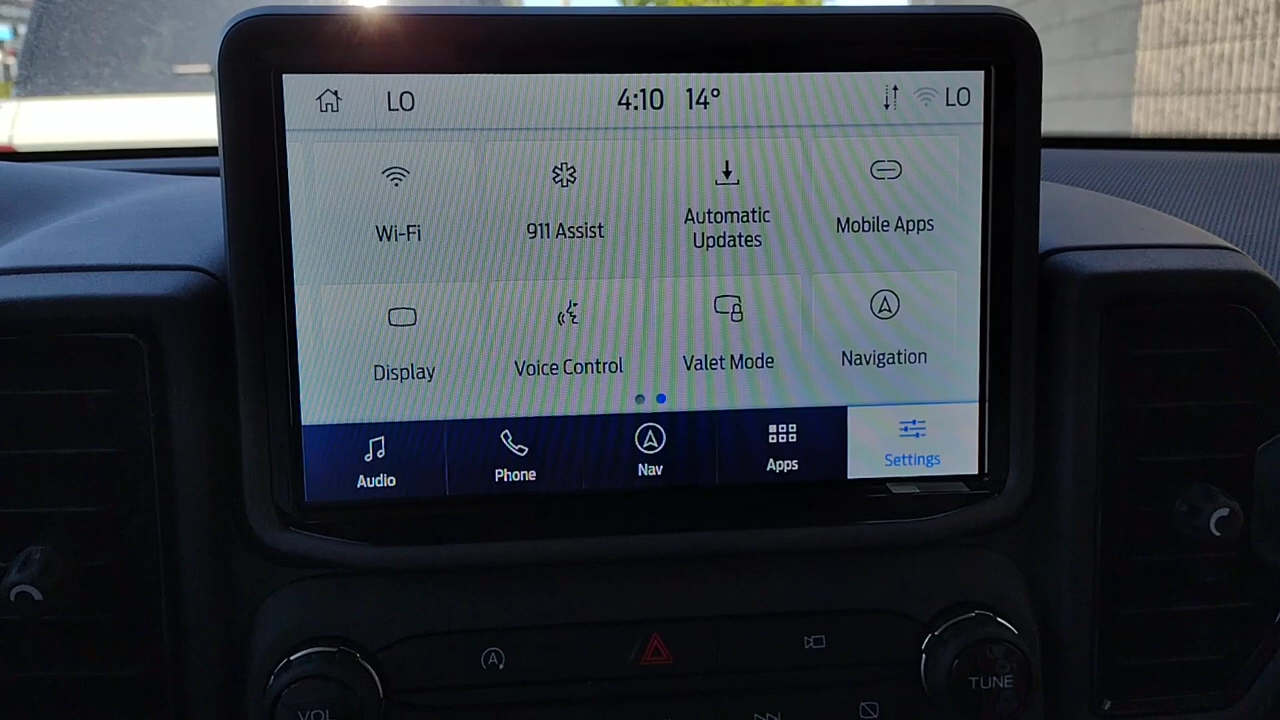 LO 4:10 14° LO
Wi-Fi
911 Assist
Automatic
Updates
Mobile Apps
Display
Voice Control
Valet Mode
Navigation
Audio
Phone
Nav
Apps
Settings
A
VOL
TUNE